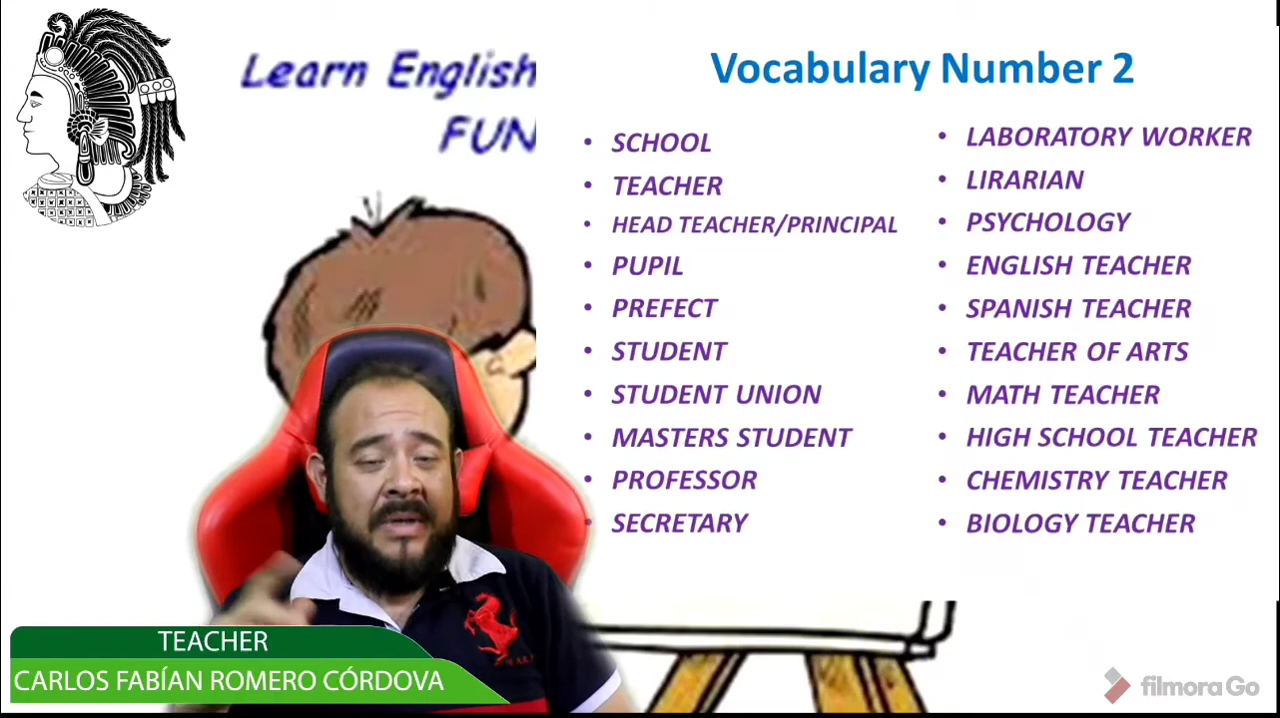 Learn English
FUN
Vocabulary Number 2
• SCHOOL
• TEACHER
• HEAD TEACHER/PRINCIPAL
• PUPIL
• PREFECT
• STUDENT
• STUDENT UNION
• MASTERS STUDENT
• PROFESSOR
• SECRETARY
• LABORATORY WORKER
• LIRARIAN
• PSYCHOLOGY
• ENGLISH TEACHER
• SPANISH TEACHER
• TEACHER OF ARTS
• MATH TEACHER
• HIGH SCHOOL TEACHER
• CHEMISTRY TEACHER
• BIOLOGY TEACHER
TEACHER
CARLOS FABÍAN ROMERO CÓRDOVA
filmoraGo